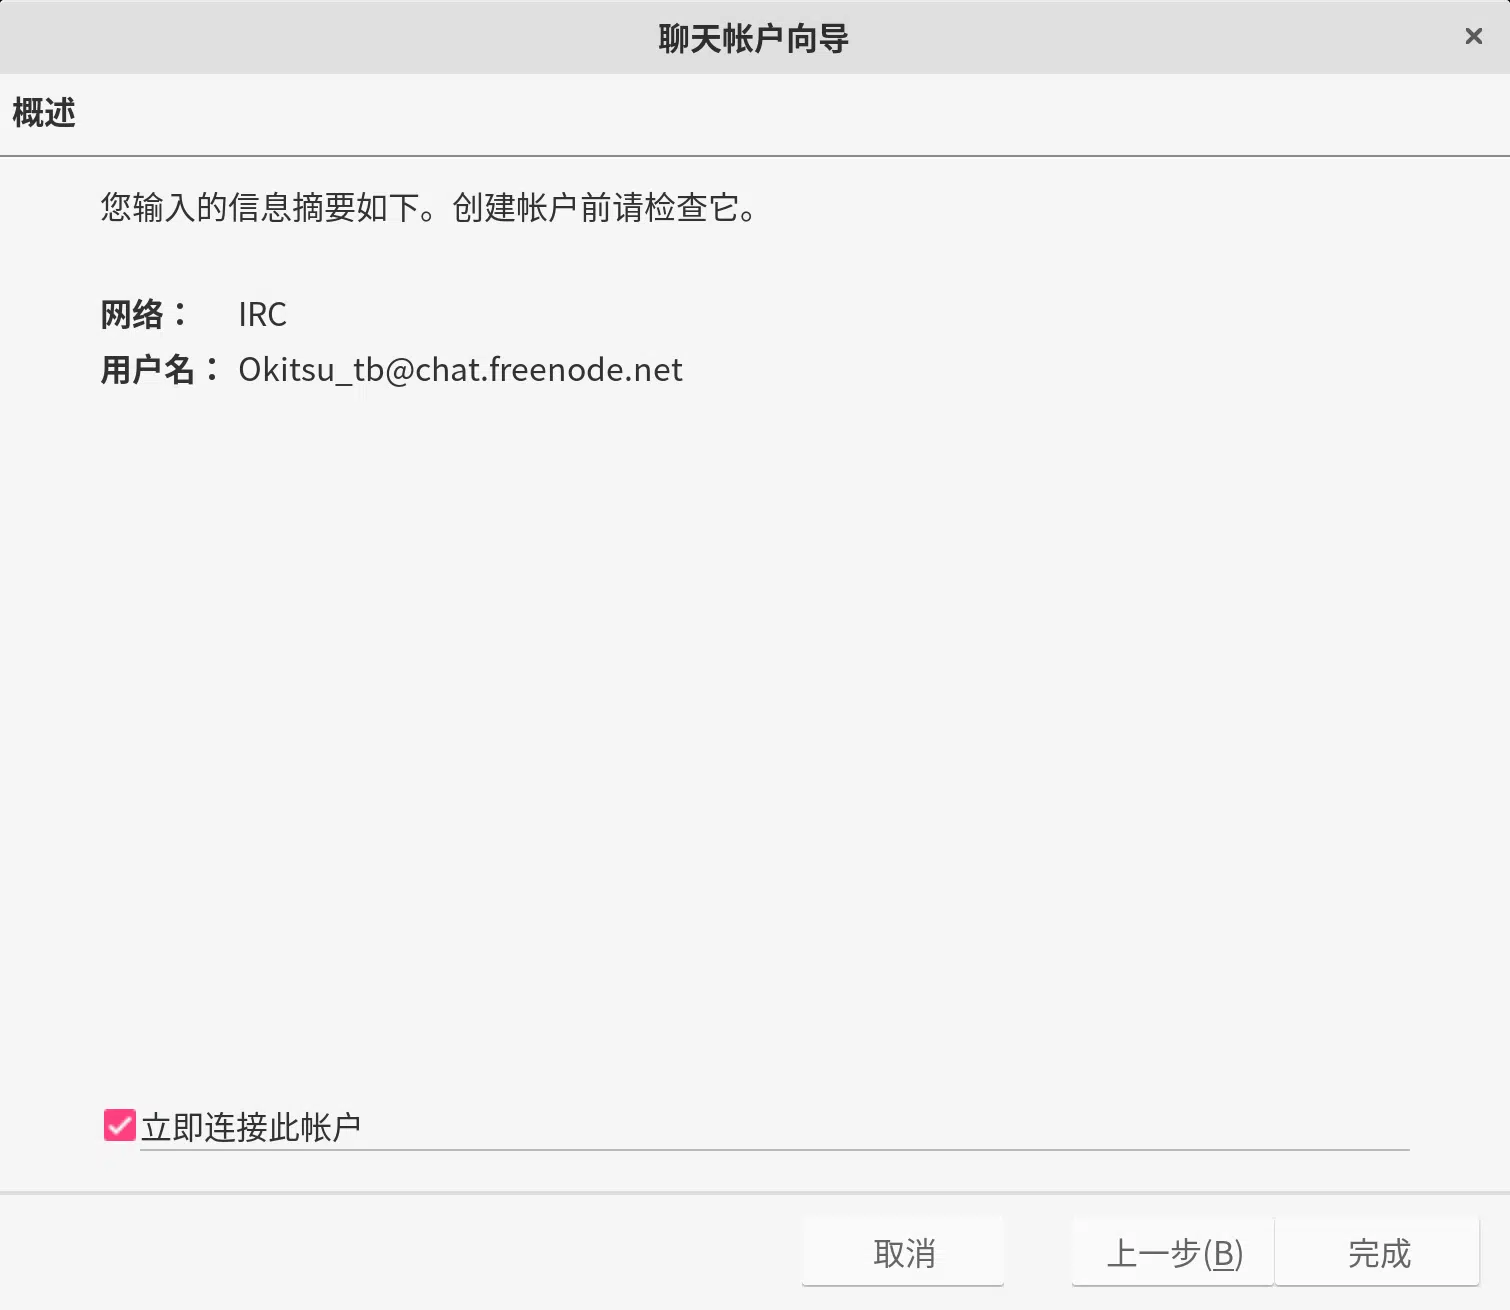 聊天帐户向导
概述
您输入的信息摘要如下。创建帐户前请检查它。
网络： IRC
用户名： Okitsu_tb@chat.freenode.net
立即连接此帐户
取消 上一步(B) 完成